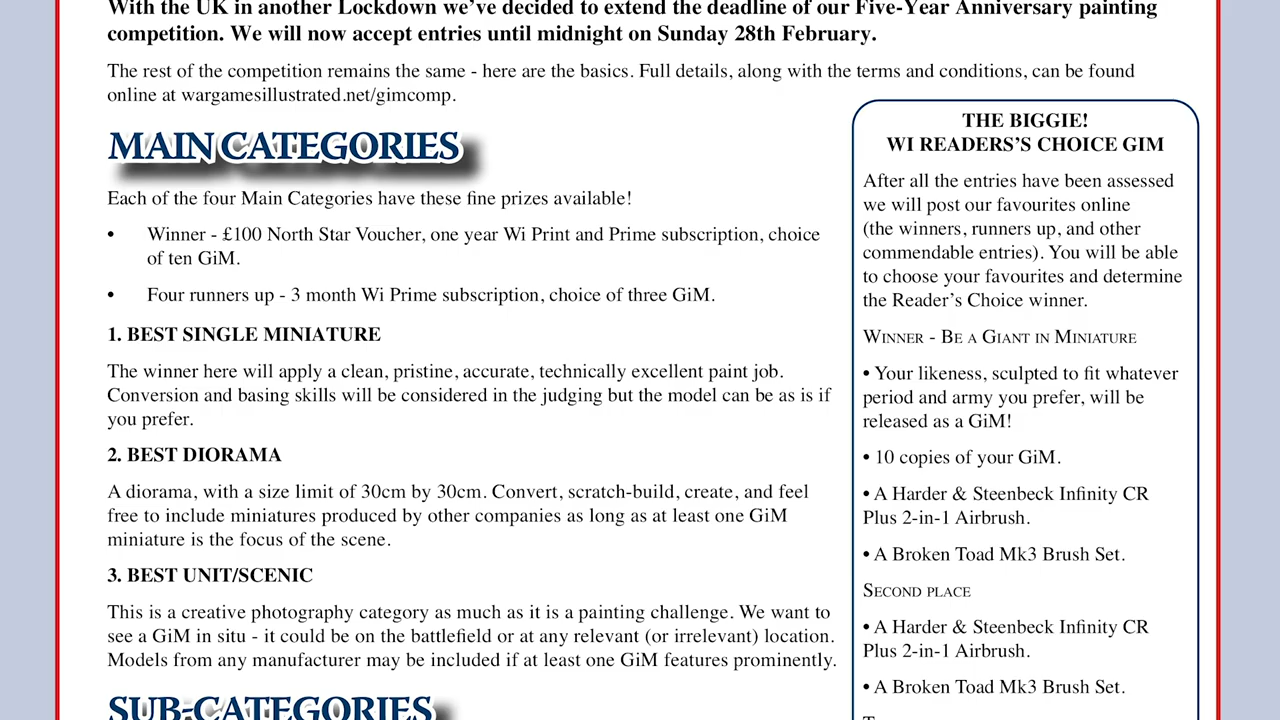 With the UK in another Lockdown we've decided to extend the deadline of our Five-Year Anniversary painting
competition. We will now accept entries until midnight on Sunday 28th February.
The rest of the competition remains the same - here are the basics. Full details, along with the terms and conditions, can be found
online at wargamesillustrated.net/gimcomp.
MAIN CATEGORIES
Each of the four Main Categories have these fine prizes available!
• Winner - £100 North Star Voucher, one year Wi Print and Prime subscription, choice
of ten GiM.
• Four runners up - 3 month Wi Prime subscription, choice of three GiM.
1. BEST SINGLE MINIATURE
The winner here will apply a clean, pristine, accurate, technically excellent paint job.
Conversion and basing skills will be considered in the judging but the model can be as is if
you prefer.
2. BEST DIORAMA
A diorama, with a size limit of 30cm by 30cm. Convert, scratch-build, create, and feel
free to include miniatures produced by other companies as long as at least one GiM
miniature is the focus of the scene.
3. BEST UNIT/SCENIC
This is a creative photography category as much as it is a painting challenge. We want to
see a GiM in situ - it could be on the battlefield or at any relevant (or irrelevant) location.
Models from any manufacturer may be included if at least one GiM features prominently.
SUB-CATEGORIES
THE BIGGIE!
WI READERS'S CHOICE GIM
After all the entries have been assessed
we will post our favourites online
(the winners, runners up, and other
commendable entries). You will be able
to choose your favourites and determine
the Reader's Choice winner.
Winner - Be a Giant in Miniature
• Your likeness, sculpted to fit whatever
period and army you prefer, will be
released as a GiM!
• 10 copies of your GiM.
• A Harder & Steenbeck Infinity CR
Plus 2-in-1 Airbrush.
• A Broken Toad Mk3 Brush Set.
Second place
• A Harder & Steenbeck Infinity CR
Plus 2-in-1 Airbrush.
• A Broken Toad Mk3 Brush Set.